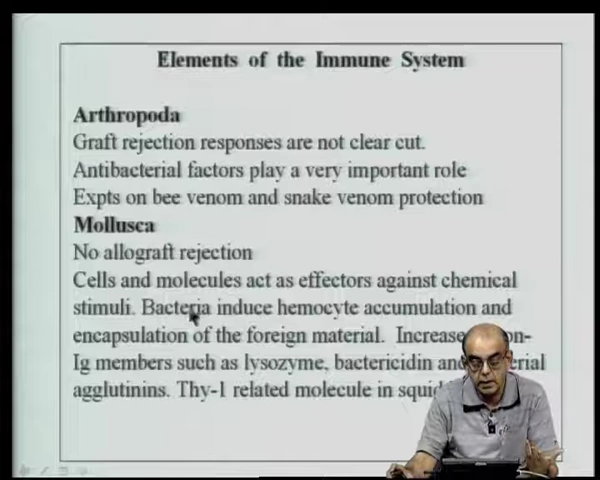 Elements of the Immune System
Arthropoda
Graft rejection responses are not clear cut.
Antibacterial factors play a very important role
Expts on bee venom and snake venom protection
Mollusca
No allograft rejection
Cells and molecules act as effectors against chemical
stimuli. Bacteria induce hemocyte accumulation and
encapsulation of the foreign material. Increase
Ig members such as lysozyme, bactericidin and
agglutinins. Thy-1 related molecule in squid